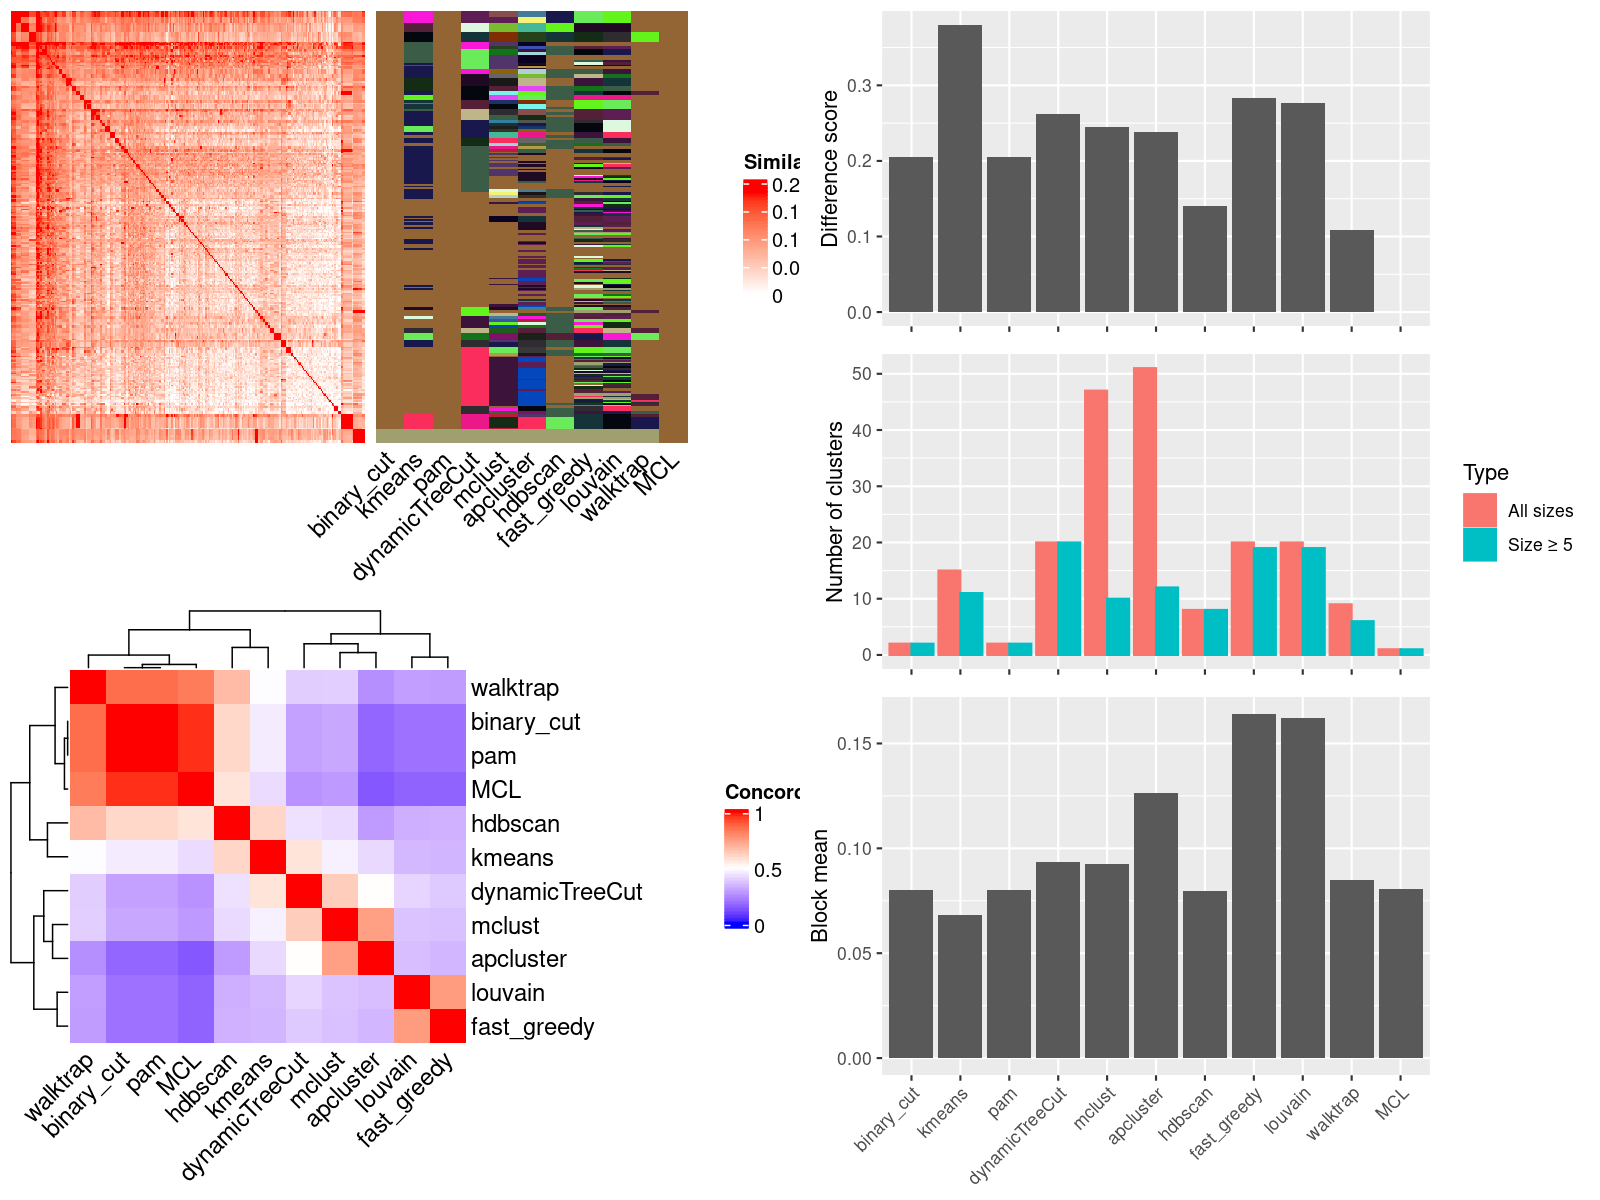 Simila
0.2
0.1
0.1
0.0
0
binary_cut
kmeans
pam
dynamicTreeCut
mclust
apcluster
hdbscan
fast_greedy
louvain
walktrap
MCL
walktrap
binary_cut
pam
MCL
hdbscan
kmeans
dynamicTreeCut
mclust
apcluster
louvain
fast_greedy
walktrap
binary_cut
pam
MCL
hdbscan
kmeans
dynamicTreeCut
mclust
apcluster
louvain
fast_greedy
Concord
1
0.5
0
Difference score
0.3
0.2
0.1
0.0
Number of clusters
50
40
30
20
10
0
Type
All sizes
Size ≥ 5
Block mean
0.15
0.10
0.05
0.00
binary_cut
kmeans
pam
dynamicTreeCut
mclust
apcluster
hdbscan
fast_greedy
louvain
walktrap
MCL